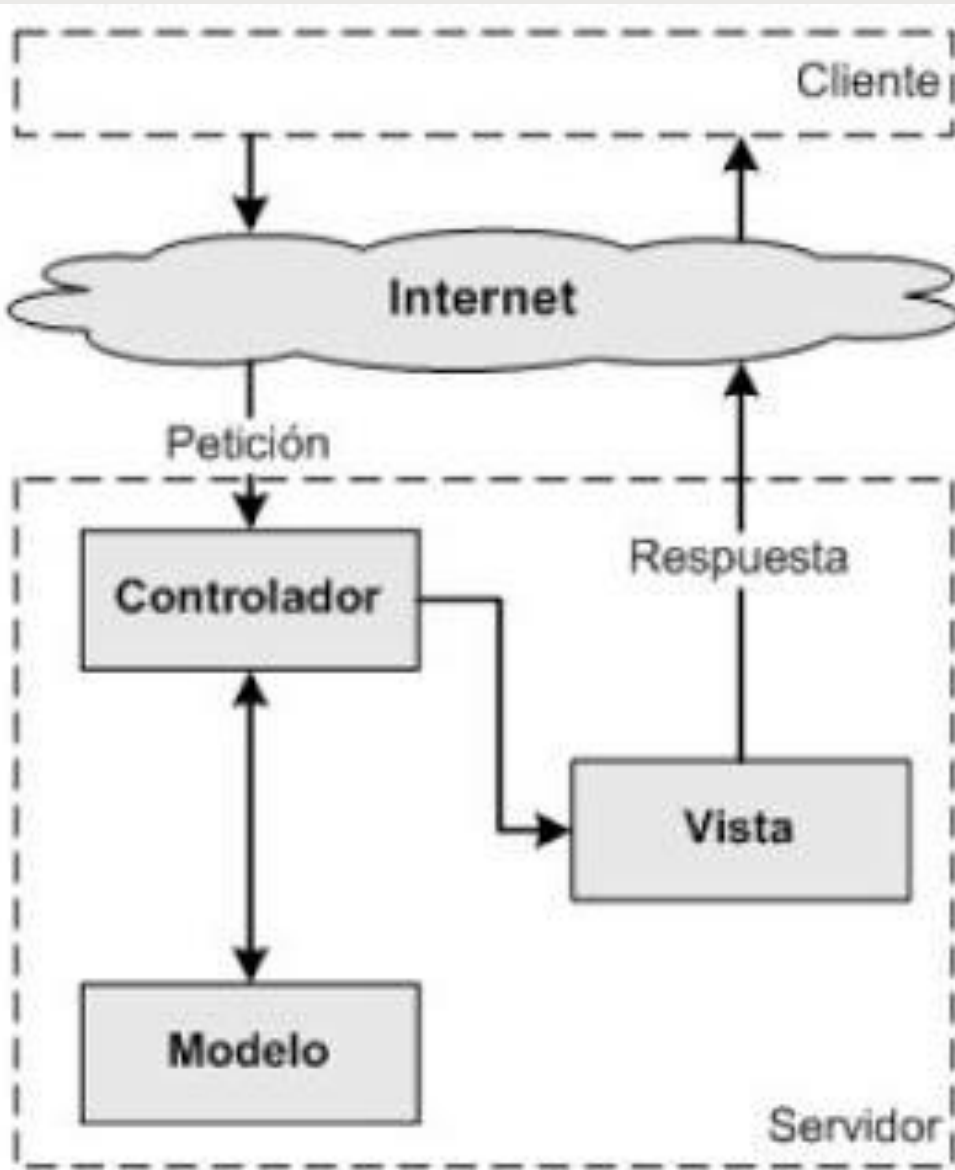 Cliente
Internet
Petición
Controlador
Respuesta
Vista
Modelo
Servidor